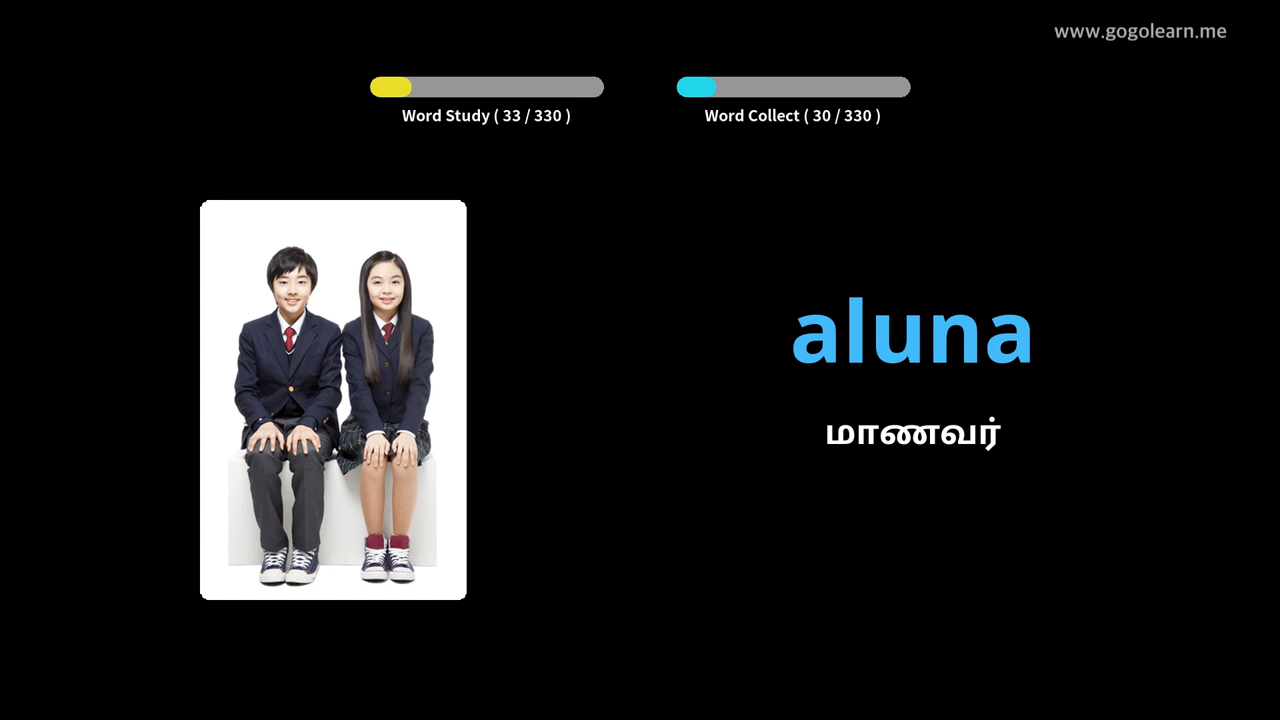 www.gogolearn.me
Word Study ( 33 / 330 )
Word Collect ( 30 / 330 )
aluna
மாணவர்